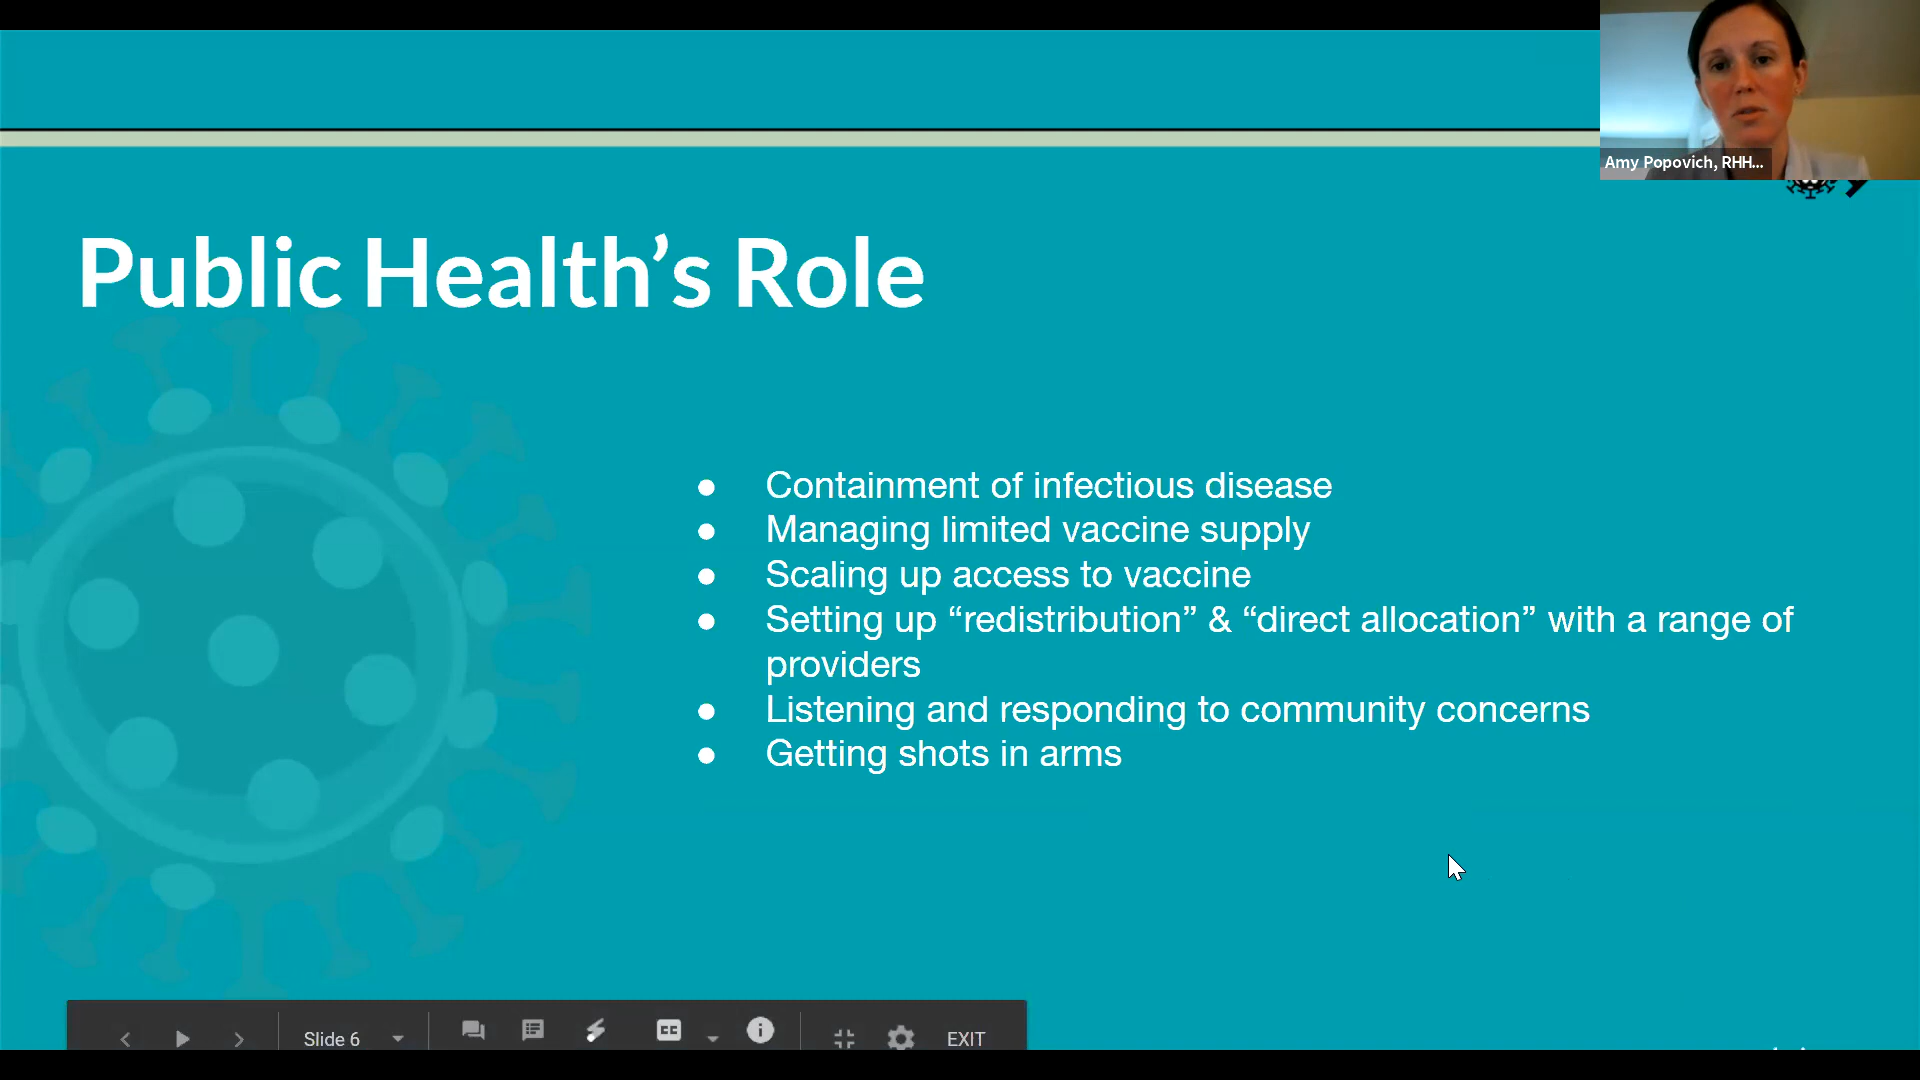 Amy Popovich, RHH...
Public Health’s Role
● Containment of infectious disease
● Managing limited vaccine supply
● Scaling up access to vaccine
● Setting up “redistribution” & “direct allocation” with a range of
providers
● Listening and responding to community concerns
● Getting shots in arms
Slide 6
CC
EXIT